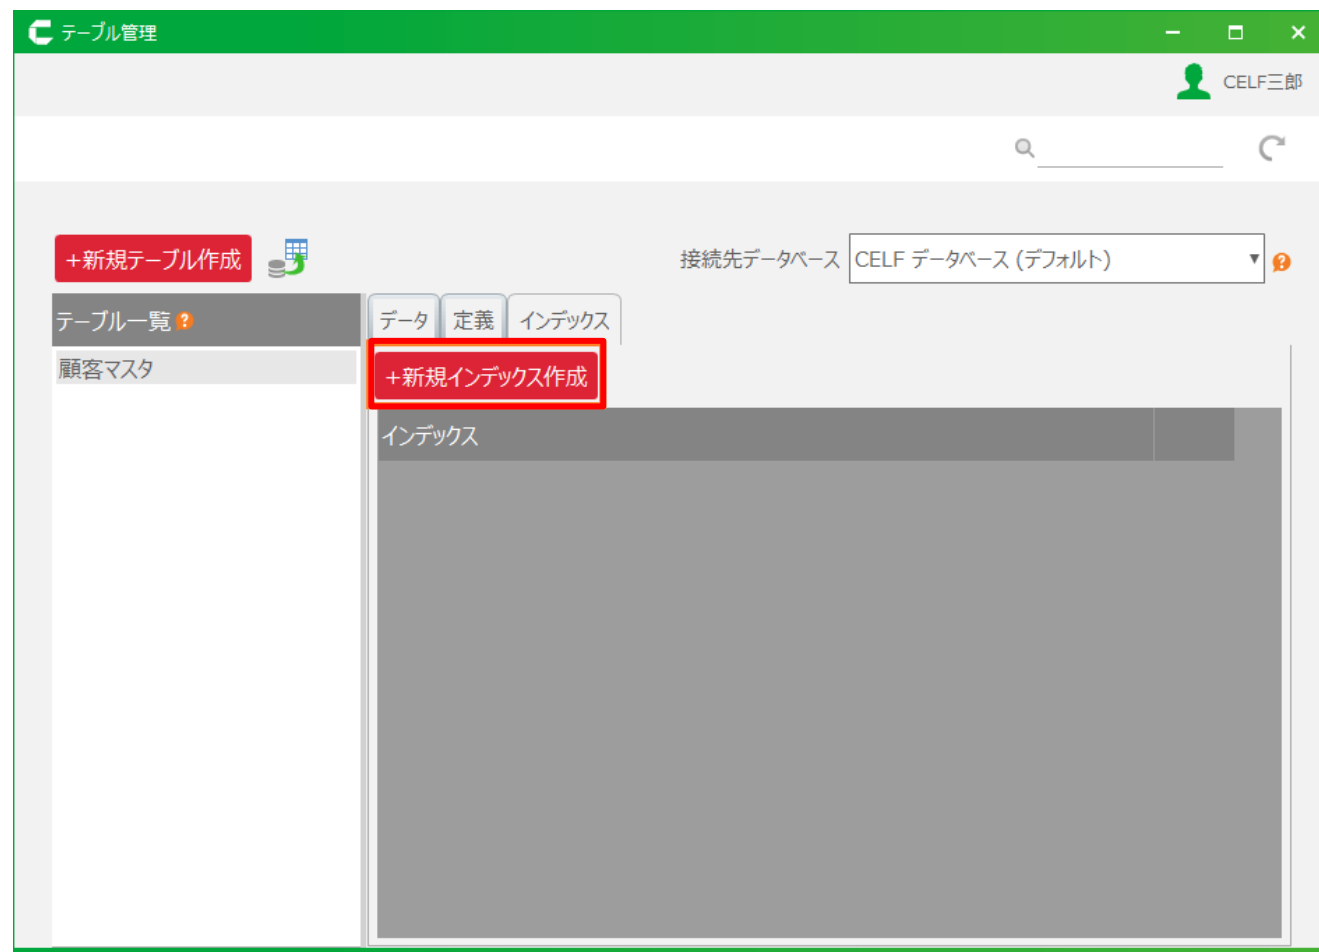 テーブル管理
CELF三郎
+新規テーブル作成
接続先データベース
CELF データベース (デフォルト)
テーブル一覧
データ
定義
インデックス
顧客マスタ
+新規インデックス作成
インデックス